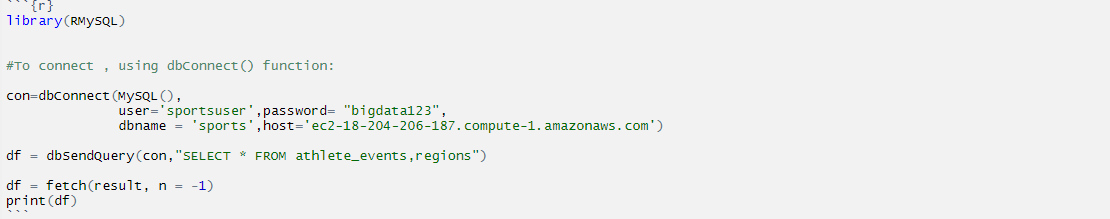 ```{r}
library(RMySQL)
#To connect , using dbConnect() function:
con=dbConnect(MySQL(),
user='sportsuser',password= "bigdata123",
dbname = 'sports',host='ec2-18-204-206-187.compute-1.amazonaws.com')
df = dbSendQuery(con,"SELECT * FROM athlete_events,regions")
df = fetch(result, n = -1)
print(df)
```